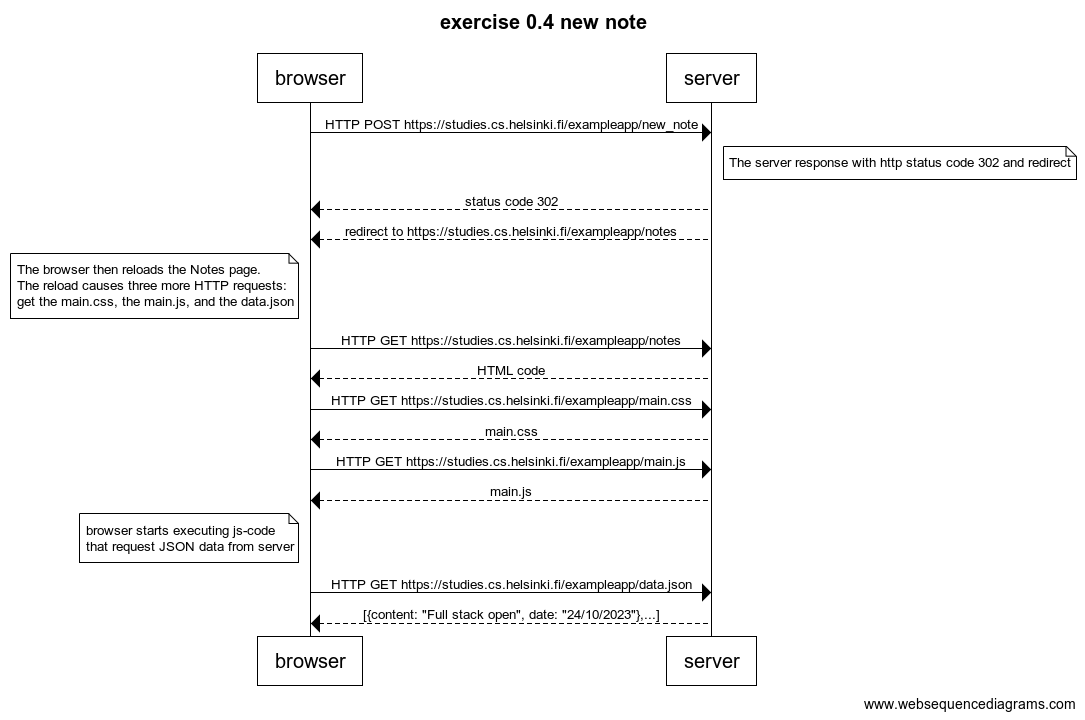 exercise 0.4 new note
browser
server
HTTP POST https://studies.cs.helsinki.fi/exampleapp/new_note
The server response with http status code 302 and redirect
status code 302
redirect to https://studies.cs.helsinki.fi/exampleapp/notes
The browser then reloads the Notes page.
The reload causes three more HTTP requests:
get the main.css, the main.js, and the data.json
HTTP GET https://studies.cs.helsinki.fi/exampleapp/notes
HTML code
HTTP GET https://studies.cs.helsinki.fi/exampleapp/main.css
main.css
HTTP GET https://studies.cs.helsinki.fi/exampleapp/main.js
main.js
browser starts executing js-code
that request JSON data from server
HTTP GET https://studies.cs.helsinki.fi/exampleapp/data.json
[{content: "Full stack open", date: "24/10/2023"},...]
browser
server
www.websequencediagrams.com